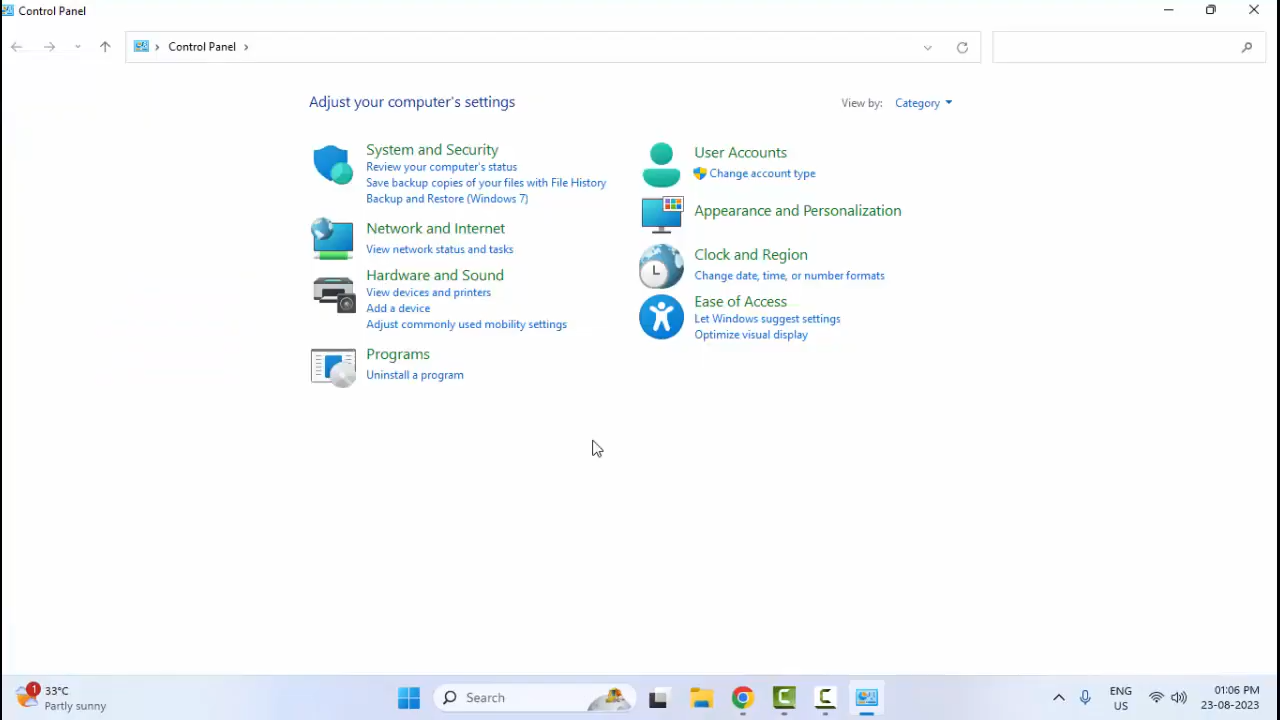 Control Panel
Control Panel
Adjust your computer's settings
View by: Category
System and Security
Review your computer's status
Save backup copies of your files with File History
Backup and Restore (Windows 7)
Network and Internet
View network status and tasks
Hardware and Sound
View devices and printers
Add a device
Adjust commonly used mobility settings
Programs
Uninstall a program
User Accounts
Change account type
Appearance and Personalization
Clock and Region
Change date, time, or number formats
Ease of Access
Let Windows suggest settings
Optimize visual display
1
33°C
Partly sunny
Search
ENG
US
01:06 PM
23-08-2023